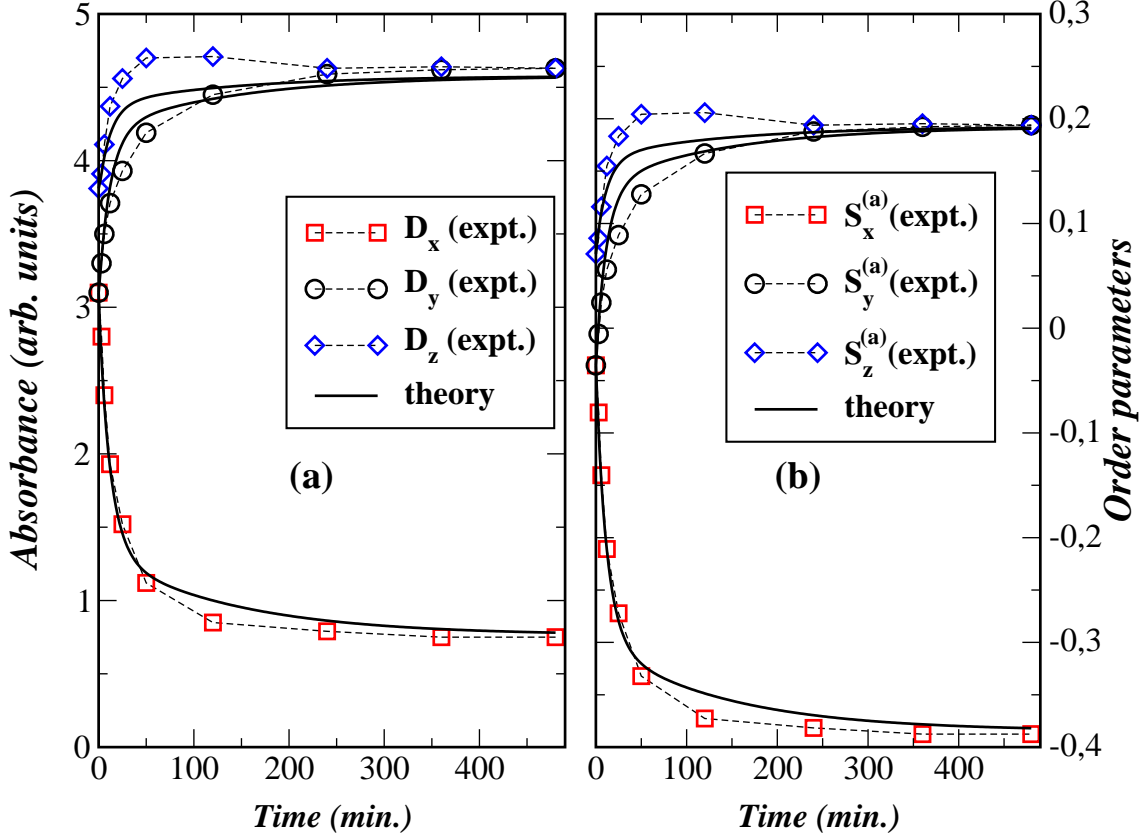 5
4
3
2
1
0
Absorbance (arb. units)
D_x (expt.)
D_y (expt.)
D_z (expt.)
theory
(a)
0 100 200 300 400
Time (min.)
S_x^(a)(expt.)
S_y^(a)(expt.)
S_z^(a)(expt.)
theory
(b)
0 100 200 300 400
Time (min.)
0,3
0,2
0,1
0
-0,1
-0,2
-0,3
-0,4
Order parameters